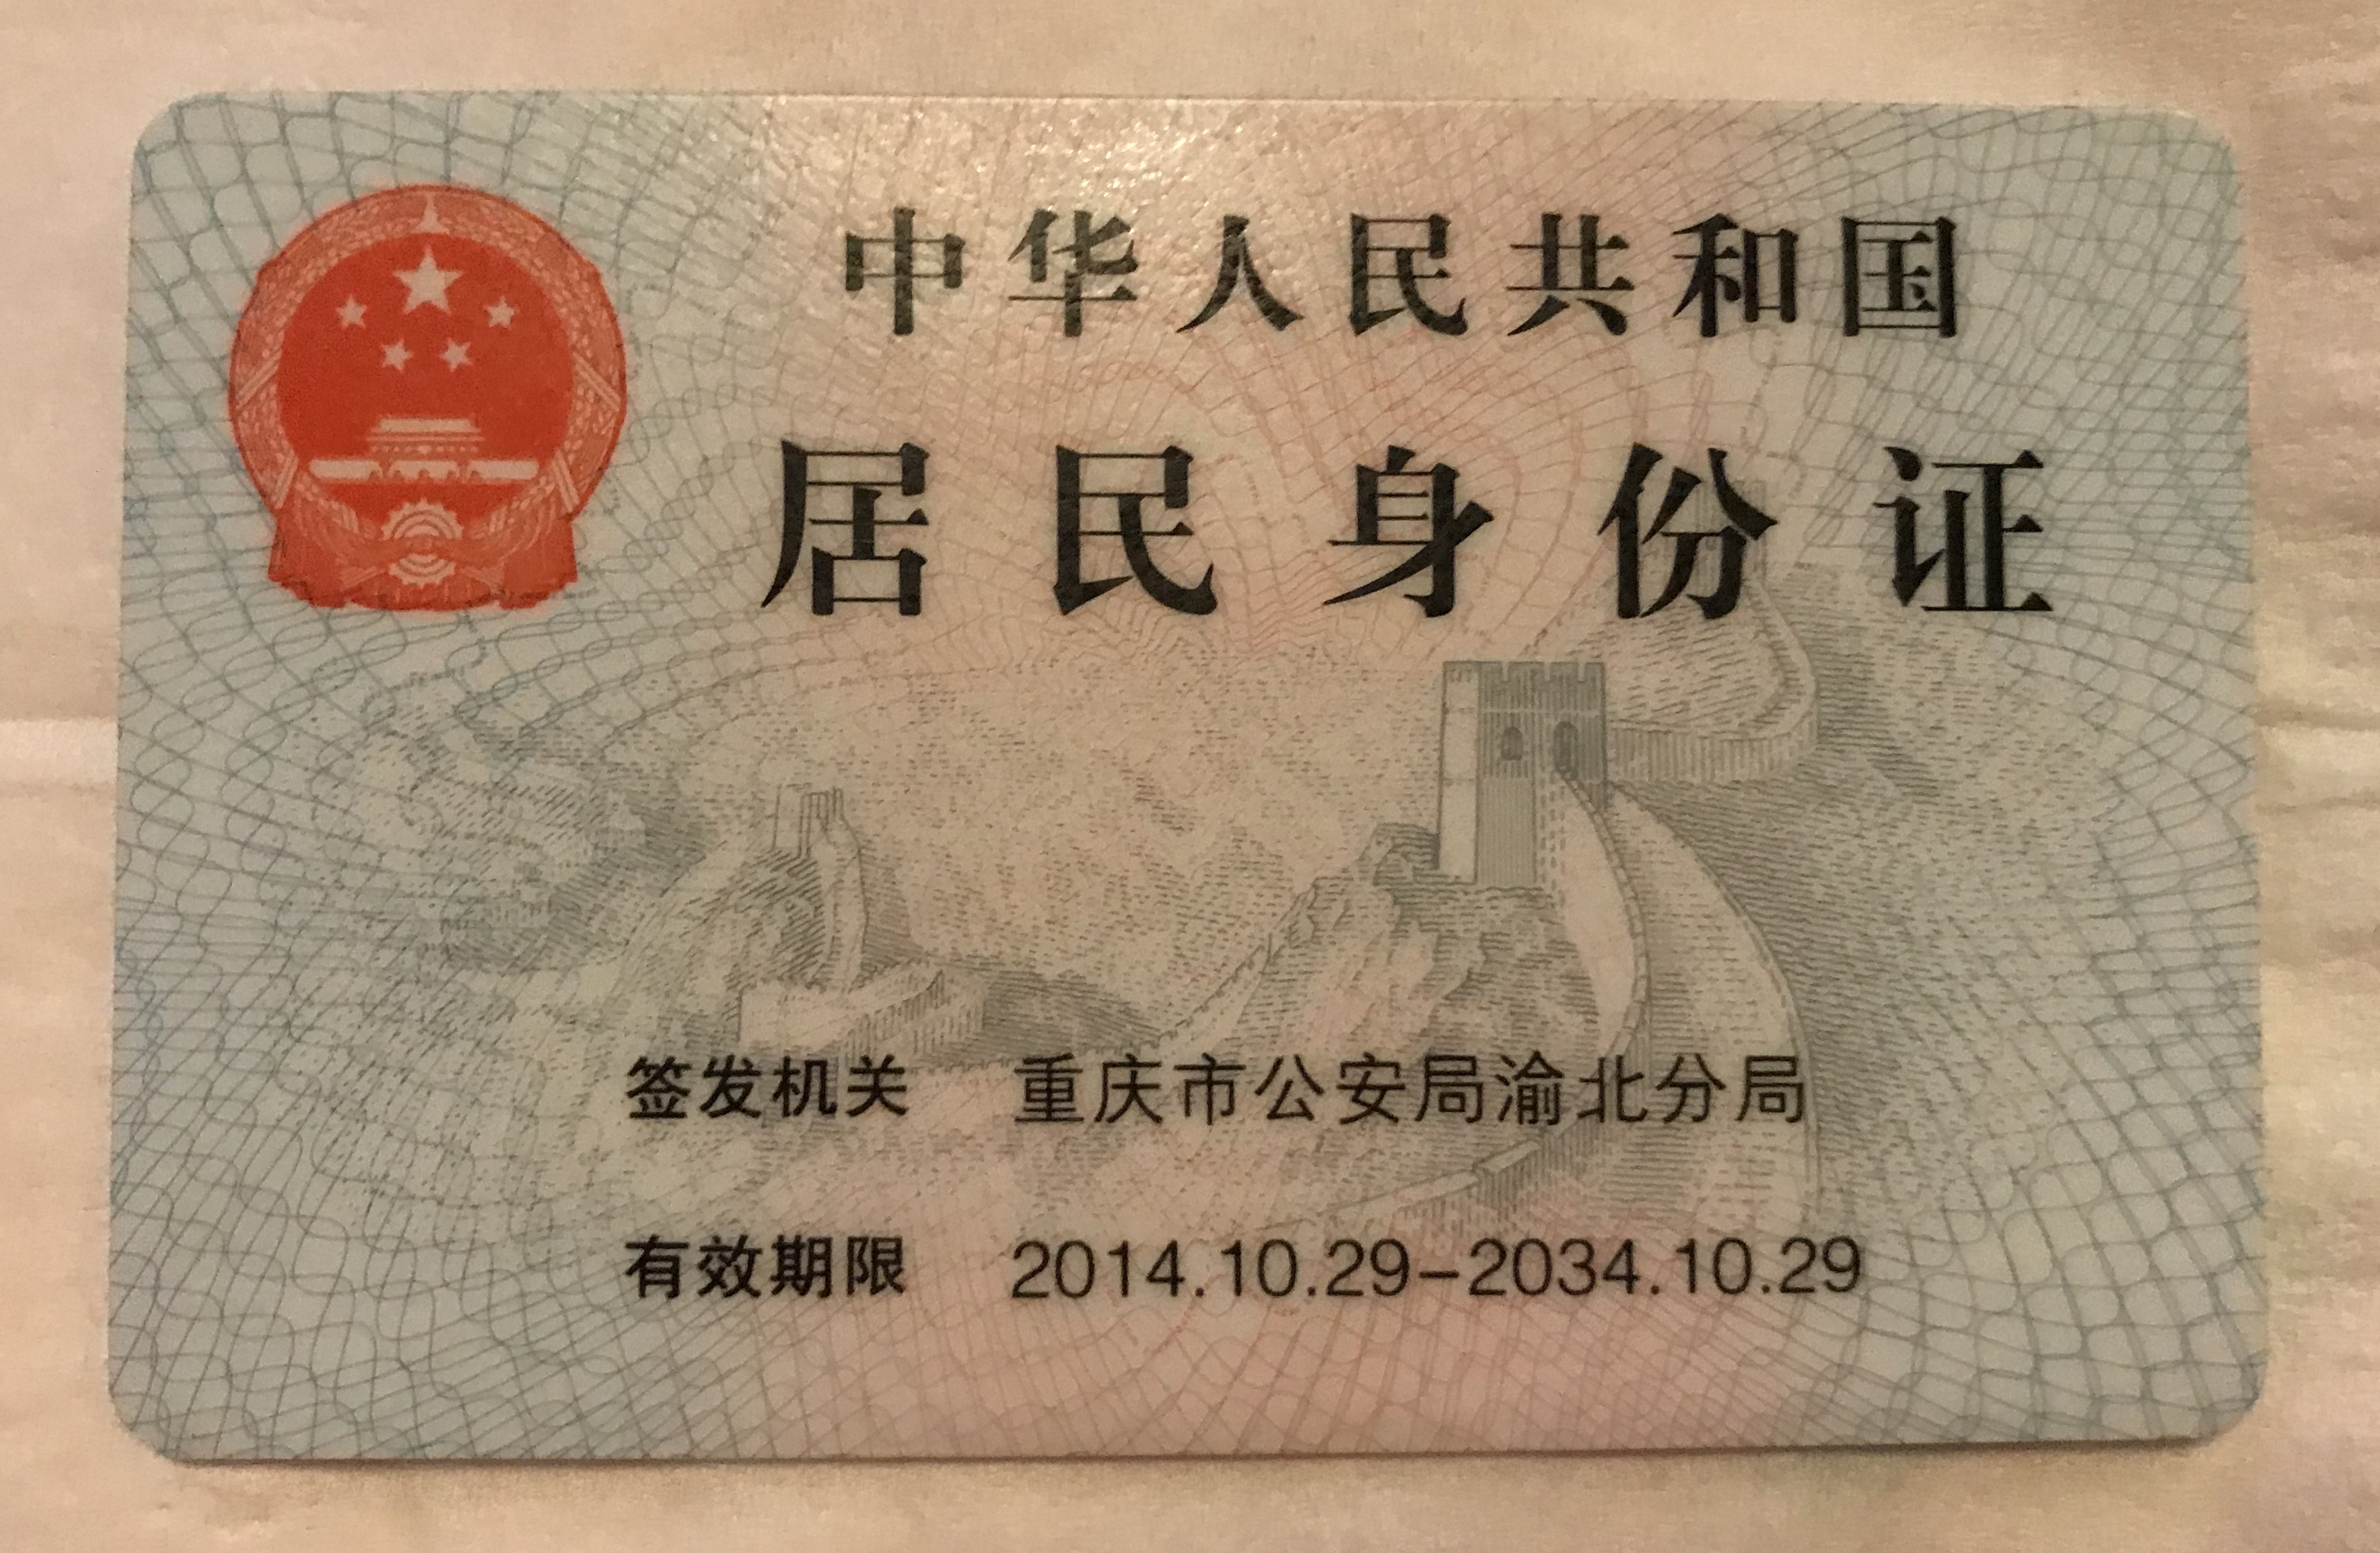 中华人民共和国
居民身份证
签发机关 重庆市公安局渝北分局
有效期限 2014.10.29-2034.10.29